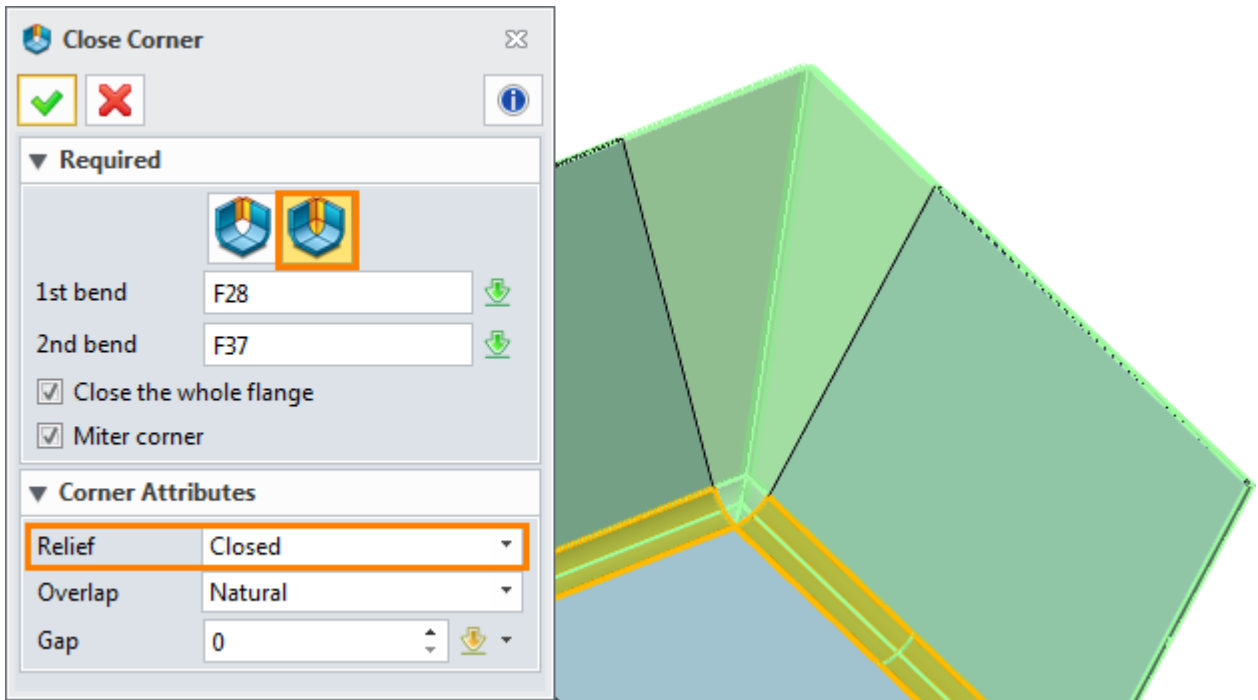 Close Corner
Required
1st bend F28
2nd bend F37
Close the whole flange
Miter corner
Corner Attributes
Relief Closed
Overlap Natural
Gap 0